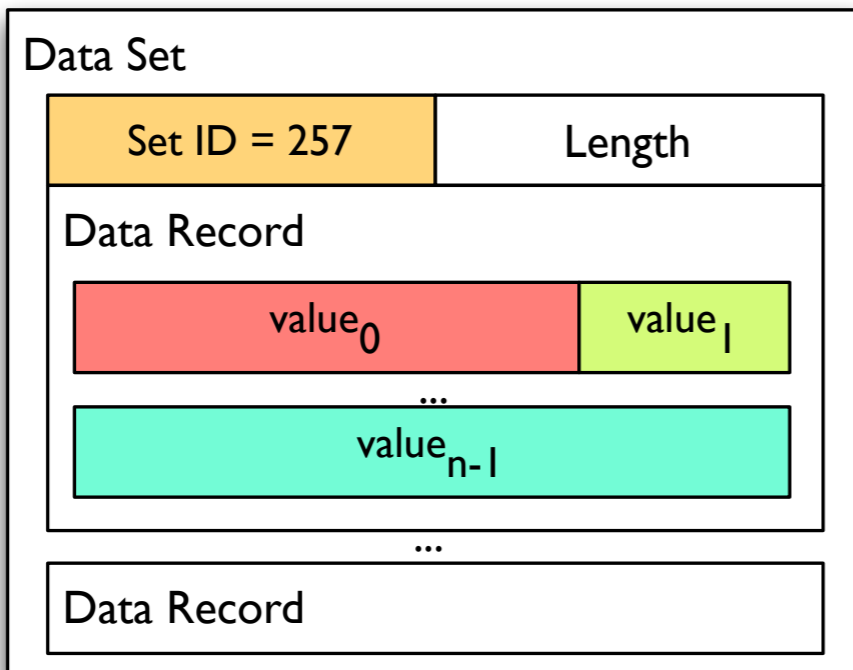 Data Set
Set ID = 257 Length
Data Record
value₀ value₁
...
valueₙ₋₁
...
Data Record